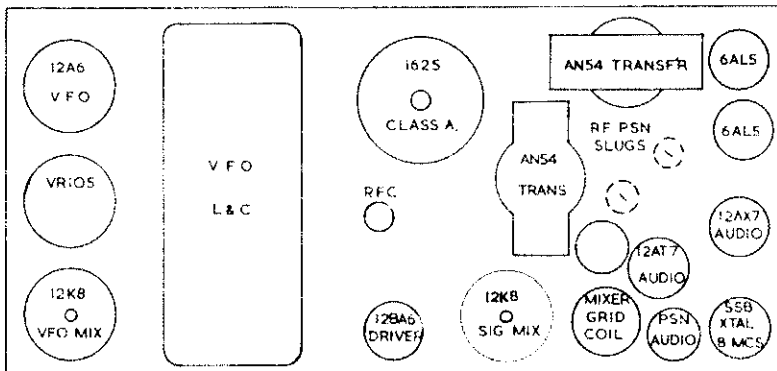 12A6
VFO
VR105
12K8
VFO MIX
VFO
L & C
1625
CLASS A.
RFC
12BA6
DRIVER
AN54 TRANSFR
AN54
TRANS
RF PSN
SLUGS
12K8
SIG MIX
6AL5
6AL5
12AX7
AUDIO
12AT7
AUDIO
MIXER
GRID
COIL
PSN
AUDIO
SSB
XTAL
8 MCS